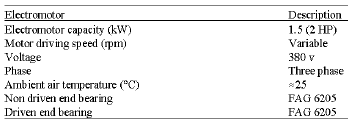 Electromotor Description
Electromotor capacity (kW) 1.5 (2 HP)
Motor driving speed (rpm) Variable
Voltage 380 v
Phase Three phase
Ambient air temperature (°C) ≈25
Non driven end bearing FAG 6205
Driven end bearing FAG 6205